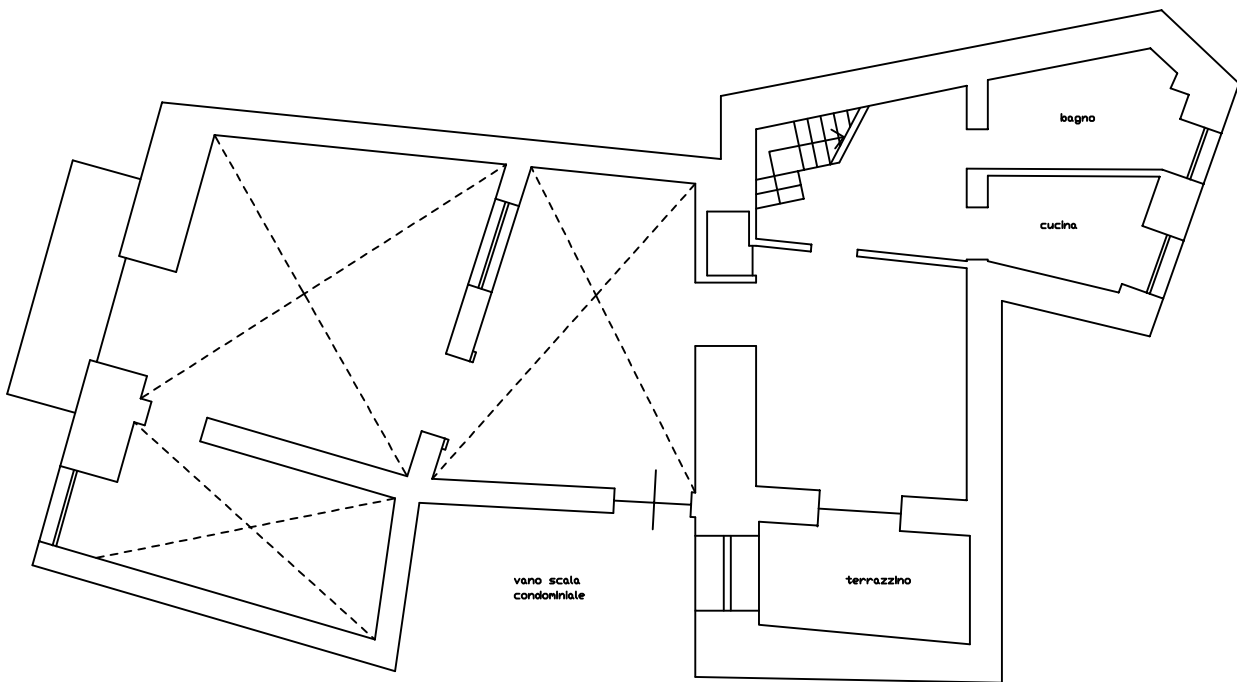 bagno
cucina
vano scala
condominiale
terrazzino